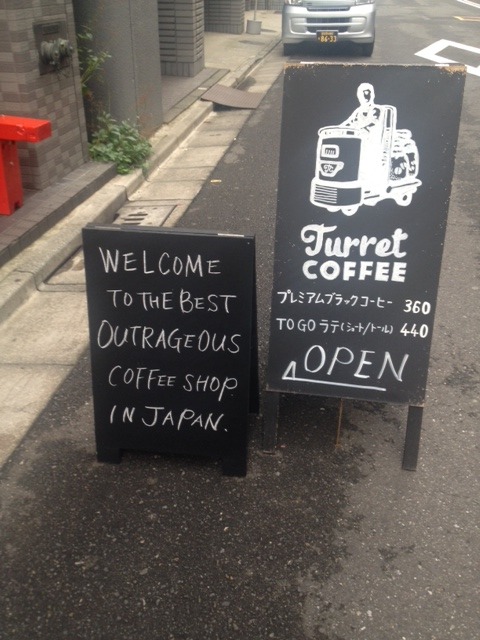 WELCOME
TO THE BEST
OUTRAGEOUS
COFFEE SHOP
IN JAPAN.
Turret
COFFEE
プレミアムブラックコーヒー 360
TO GO ラテ(ショート/トール) 440
OPEN